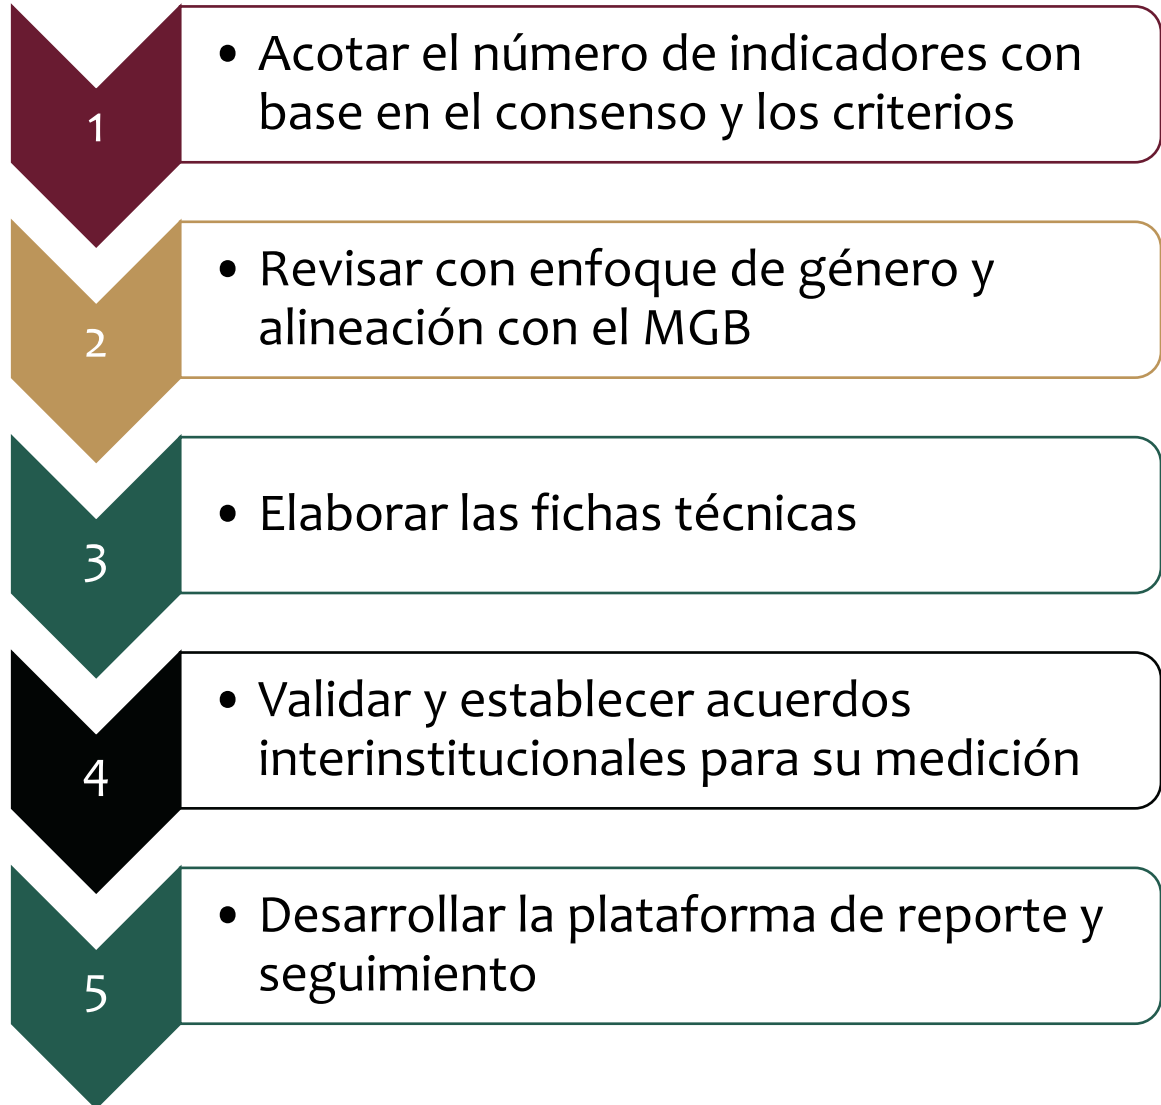 1
• Acotar el número de indicadores con
base en el consenso y los criterios
2
• Revisar con enfoque de género y
alineación con el MGB
3
• Elaborar las fichas técnicas
4
• Validar y establecer acuerdos
interinstitucionales para su medición
5
• Desarrollar la plataforma de reporte y
seguimiento